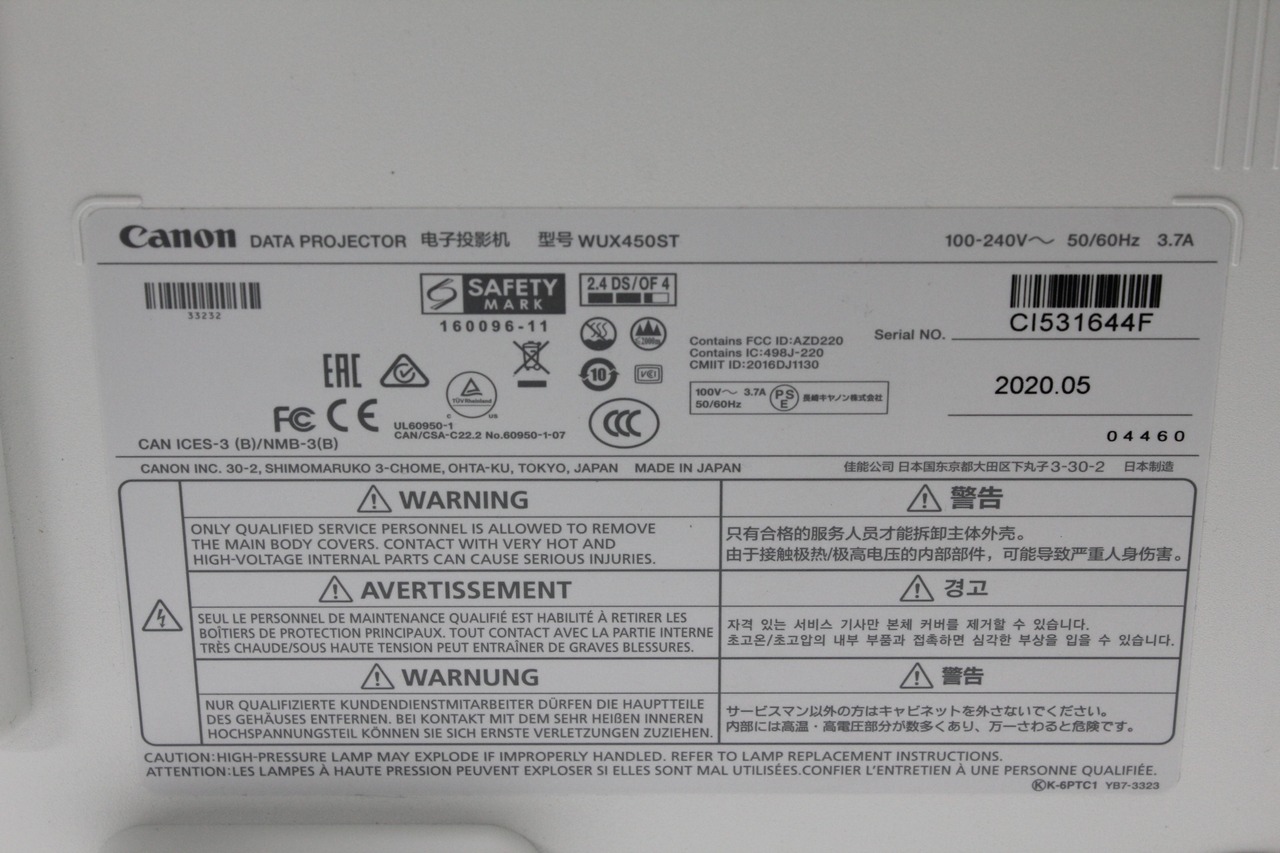 Canon DATA PROJECTOR 电子投影机 型号 WUX450ST 100-240V～ 50/60Hz 3.7A
33232
SAFETY
MARK
160096-11
2.4 DS/OF 4
CI531644F
Serial NO.
≤2000m
Contains FCC ID:AZD220
Contains IC:498J-220
CMIIT ID:2016DJ1130
EAC
10
VCCI
2020.05
100V～ 3.7A
50/60Hz
PS
E
長崎キヤノン株式会社
TÜVRheinland
c us
FC CE
UL60950-1
CAN/CSA-C22.2 No.60950-1-07
CCC
04460
CAN ICES-3 (B)/NMB-3(B)
CANON INC. 30-2, SHIMOMARUKO 3-CHOME, OHTA-KU, TOKYO, JAPAN MADE IN JAPAN
佳能公司 日本国东京都大田区下丸子3-30-2 日本制造
WARNING
ONLY QUALIFIED SERVICE PERSONNEL IS ALLOWED TO REMOVE
THE MAIN BODY COVERS. CONTACT WITH VERY HOT AND
HIGH-VOLTAGE INTERNAL PARTS CAN CAUSE SERIOUS INJURIES.
警告
只有合格的服务人员才能拆卸主体外壳。
由于接触极热/极高电压的内部部件，可能导致严重人身伤害。
AVERTISSEMENT
SEUL LE PERSONNEL DE MAINTENANCE QUALIFIÉ EST HABILITÉ À RETIRER LES
BOÎTIERS DE PROTECTION PRINCIPAUX. TOUT CONTACT AVEC LA PARTIE INTERNE
TRÈS CHAUDE/SOUS HAUTE TENSION PEUT ENTRAÎNER DE GRAVES BLESSURES.
경고
자격 있는 서비스 기사만 본체 커버를 제거할 수 있습니다.
초고온/초고압의 내부 부품과 접촉하면 심각한 부상을 입을 수 있습니다.
WARNUNG
NUR QUALIFIZIERTE KUNDENDIENSTMITARBEITER DÜRFEN DIE HAUPTTEILE
DES GEHÄUSES ENTFERNEN. BEI KONTAKT MIT DEM SEHR HEIßEN INNEREN
HOCHSPANNUNGSTEIL KÖNNEN SIE SICH ERNSTE VERLETZUNGEN ZUZIEHEN.
警告
サービスマン以外の方はキャビネットを外さないでください。
内部には高温・高電圧部分が数多くあり、万一さわると危険です。
CAUTION:HIGH-PRESSURE LAMP MAY EXPLODE IF IMPROPERLY HANDLED. REFER TO LAMP REPLACEMENT INSTRUCTIONS.
ATTENTION:LES LAMPES À HAUTE PRESSION PEUVENT EXPLOSER SI ELLES SONT MAL UTILISÉES.CONFIER L'ENTRETIEN À UNE PERSONNE QUALIFIÉE.
ⓀK-6PTC1 YB7-3323